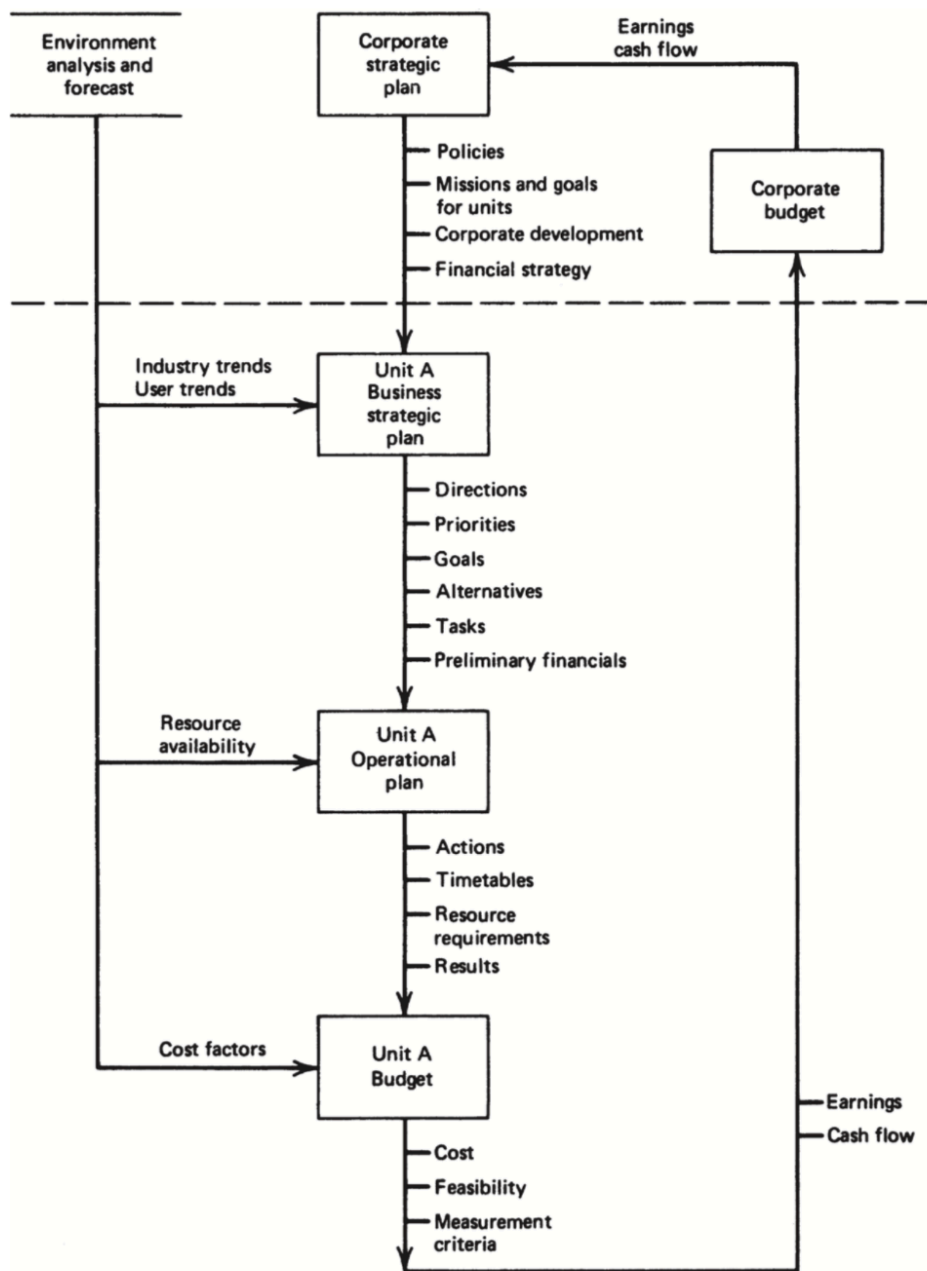 Environment
analysis and
forecast
Corporate
strategic
plan
Earnings
cash flow
Corporate
budget
Policies
Missions and goals
for units
Corporate development
Financial strategy
Industry trends
User trends
Unit A
Business
strategic
plan
Directions
Priorities
Goals
Alternatives
Tasks
Preliminary financials
Resource
availability
Unit A
Operational
plan
Actions
Timetables
Resource
requirements
Results
Cost factors
Unit A
Budget
Earnings
Cash flow
Cost
Feasibility
Measurement
criteria